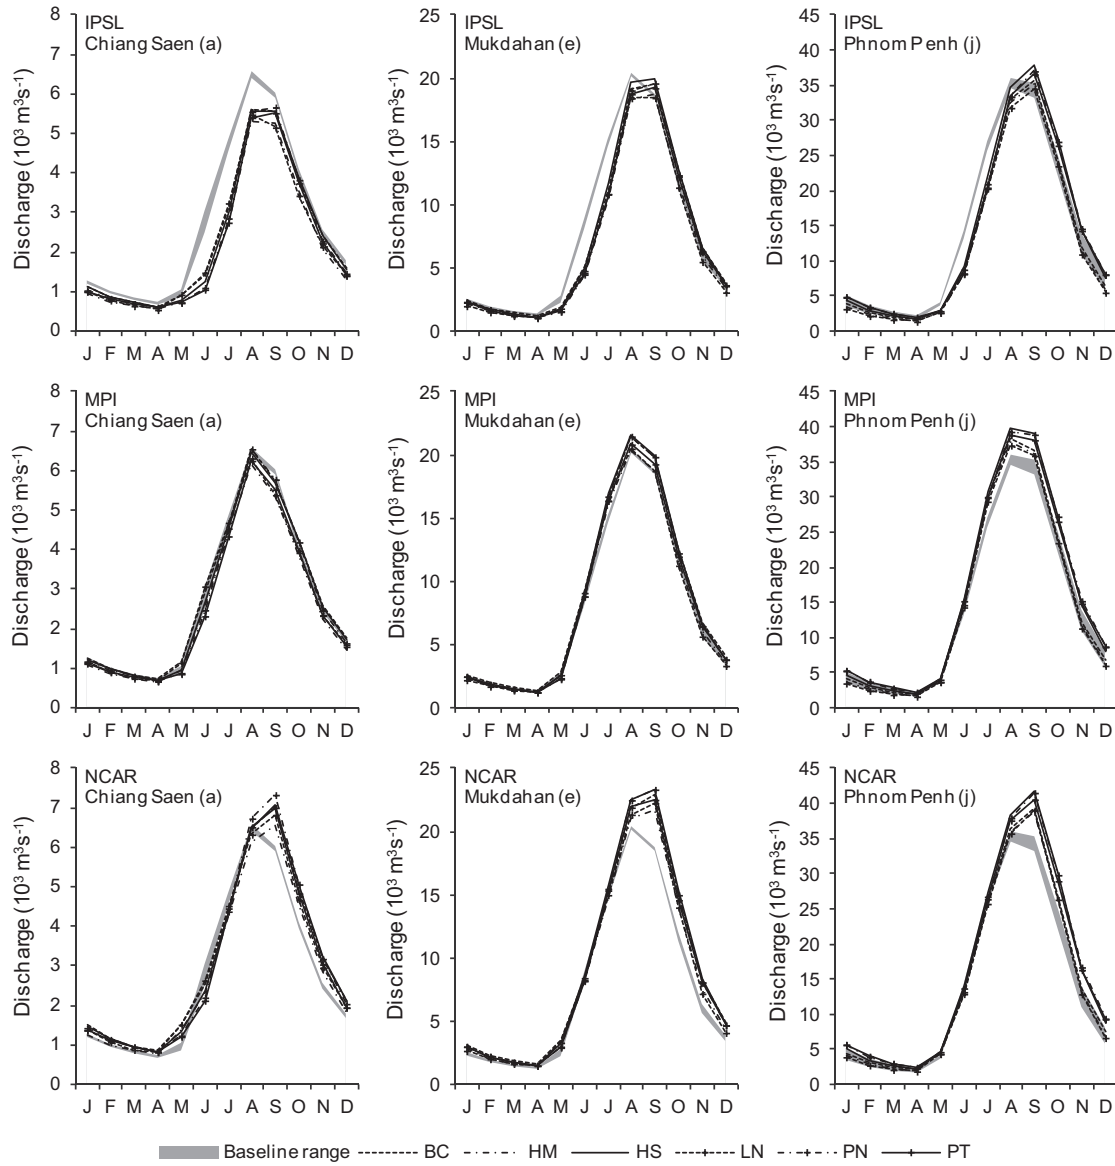 IPSL
Chiang Saen (a)
Discharge (10³ m³s⁻¹)
8
7
6
5
4
3
2
1
0
J F M A M J J A S O N D
IPSL
Mukdahan (e)
Discharge (10³ m³s⁻¹)
25
20
15
10
5
0
J F M A M J J A S O N D
IPSL
Phnom Penh (j)
Discharge (10³ m³s⁻¹)
45
40
35
30
25
20
15
10
5
0
J F M A M J J A S O N D
MPI
Chiang Saen (a)
Discharge (10³ m³s⁻¹)
8
7
6
5
4
3
2
1
0
J F M A M J J A S O N D
MPI
Mukdahan (e)
Discharge (10³ m³s⁻¹)
25
20
15
10
5
0
J F M A M J J A S O N D
MPI
Phnom Penh (j)
Discharge (10³ m³s⁻¹)
45
40
35
30
25
20
15
10
5
0
J F M A M J J A S O N D
NCAR
Chiang Saen (a)
Discharge (10³ m³s⁻¹)
8
7
6
5
4
3
2
1
0
J F M A M J J A S O N D
NCAR
Mukdahan (e)
Discharge (10³ m³s⁻¹)
25
20
15
10
5
0
J F M A M J J A S O N D
NCAR
Phnom Penh (j)
Discharge (10³ m³s⁻¹)
45
40
35
30
25
20
15
10
5
0
J F M A M J J A S O N D
Baseline range BC HM HS LN PN PT